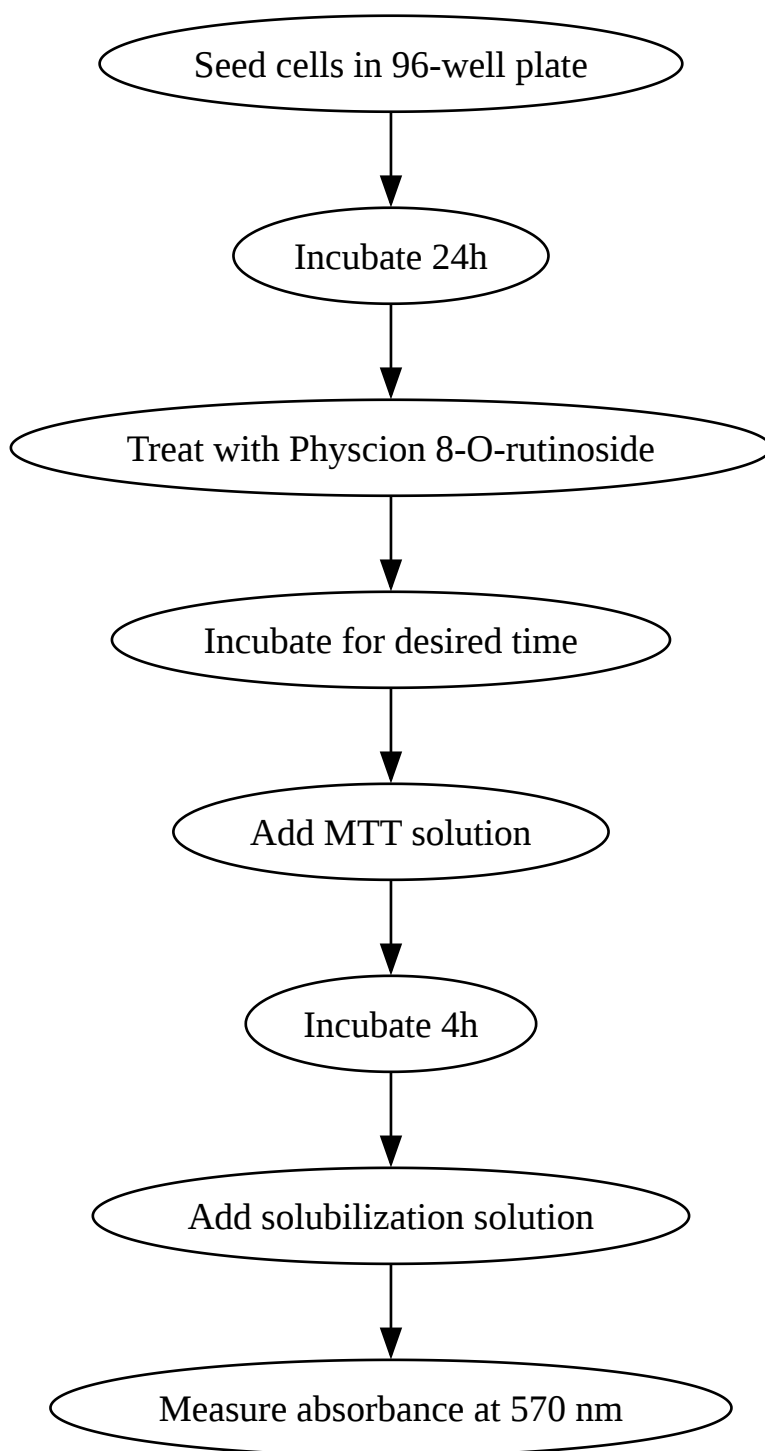 Seed cells in 96-well plate
Incubate 24h
Treat with Physcion 8-O-rutinoside
Incubate for desired time
Add MTT solution
Incubate 4h
Add solubilization solution
Measure absorbance at 570 nm